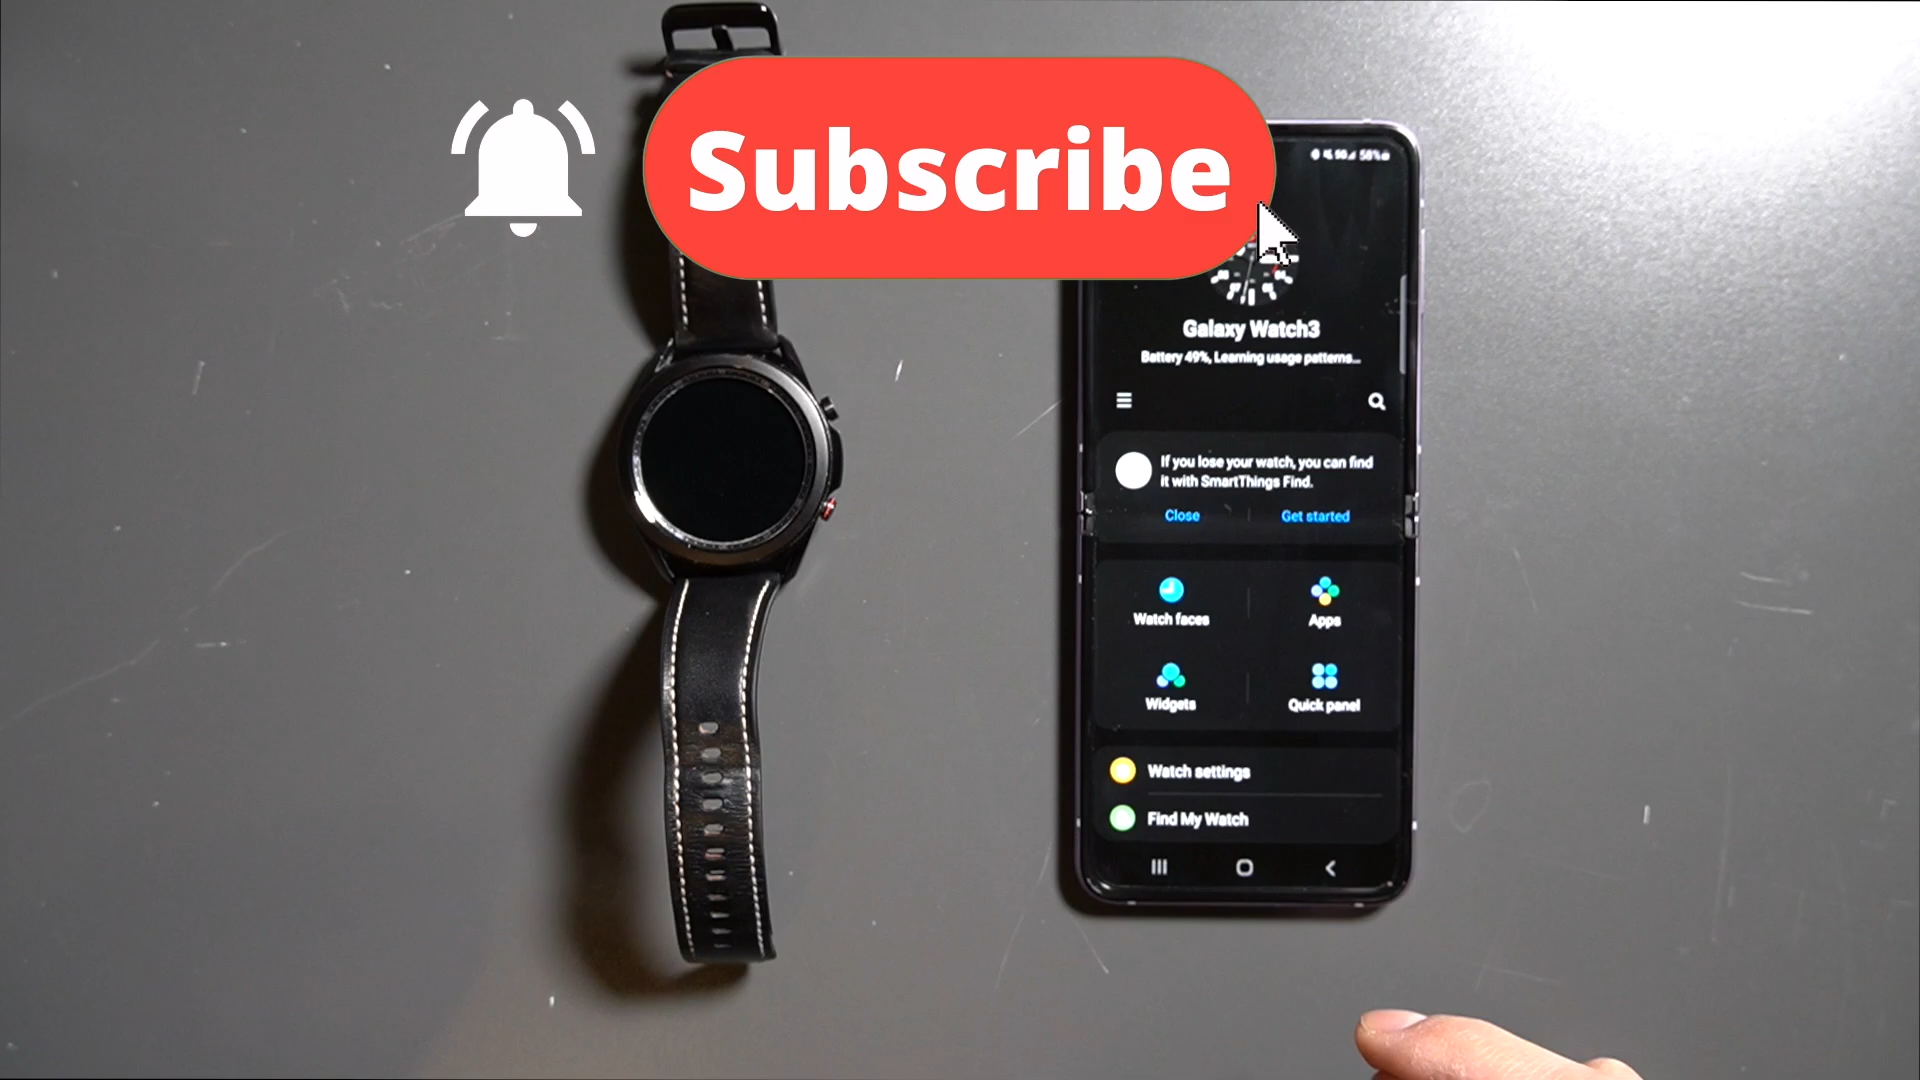 Subscribe
58%
Galaxy Watch3
Battery 49%, Learning usage patterns...
If you lose your watch, you can find
it with SmartThings Find.
Close
Get started
Watch faces
Apps
Widgets
Quick panel
Watch settings
Find My Watch